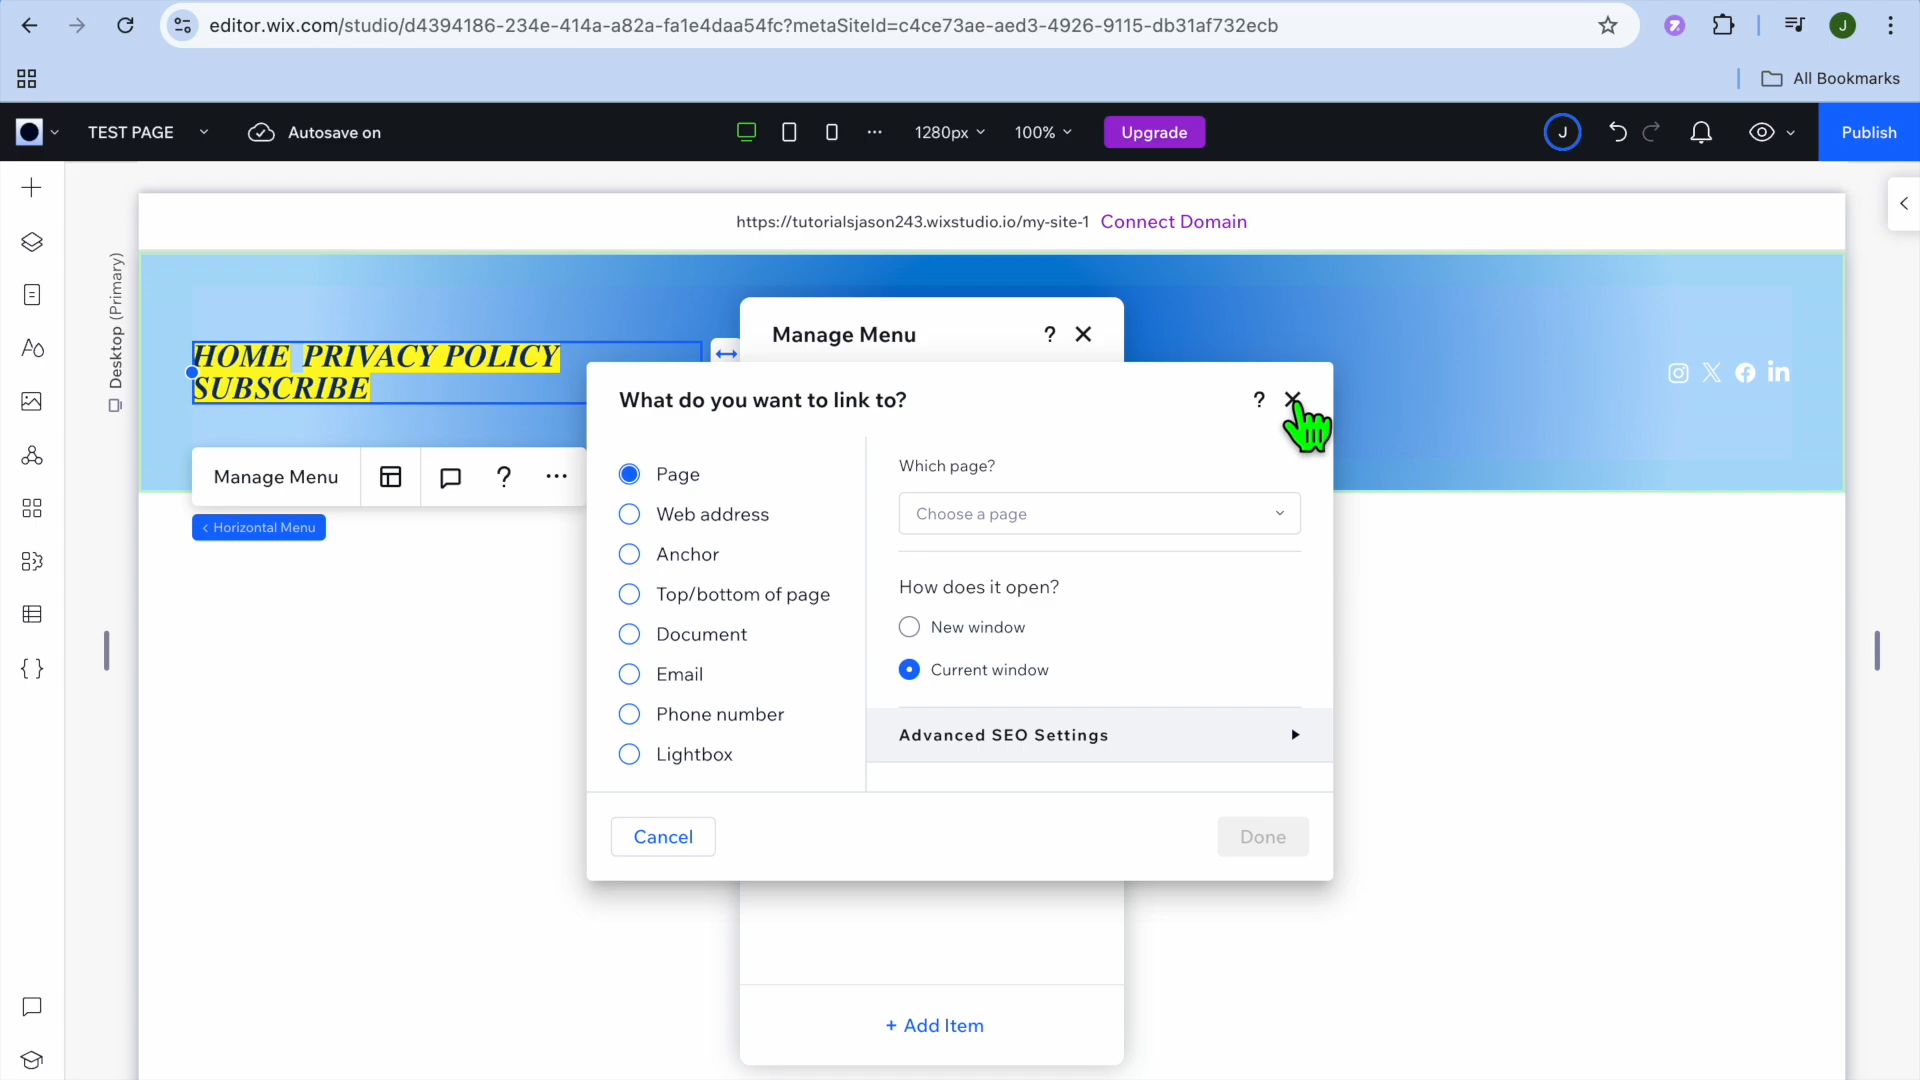 editor.wix.com/studio/d4394186-234e-414a-a82a-fa1e4daa54fc?metaSiteId=c4ce73ae-aed3-4926-9115-db31af732ecb
J
All Bookmarks
TEST PAGE
Autosave on
1280px
100%
Upgrade
J
Publish
https://tutorialsjason243.wixstudio.io/my-site-1 Connect Domain
Desktop (Primary)
HOME PRIVACY POLICY
SUBSCRIBE
Manage Menu
?
Manage Menu
?
< Horizontal Menu
What do you want to link to?
?
Page
Web address
Anchor
Top/bottom of page
Document
Email
Phone number
Lightbox
Which page?
Choose a page
How does it open?
New window
Current window
Advanced SEO Settings
Cancel
Done
+ Add Item